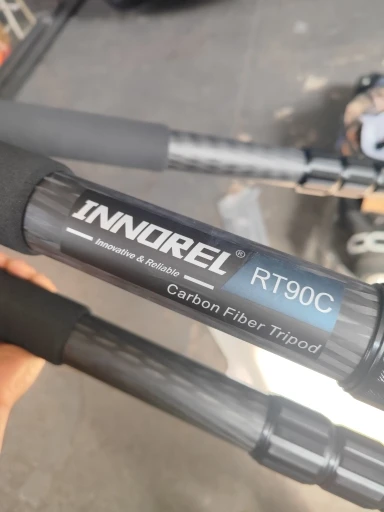 INNOREL®
Innovative & Reliable
RT90C
Carbon Fiber Tripod